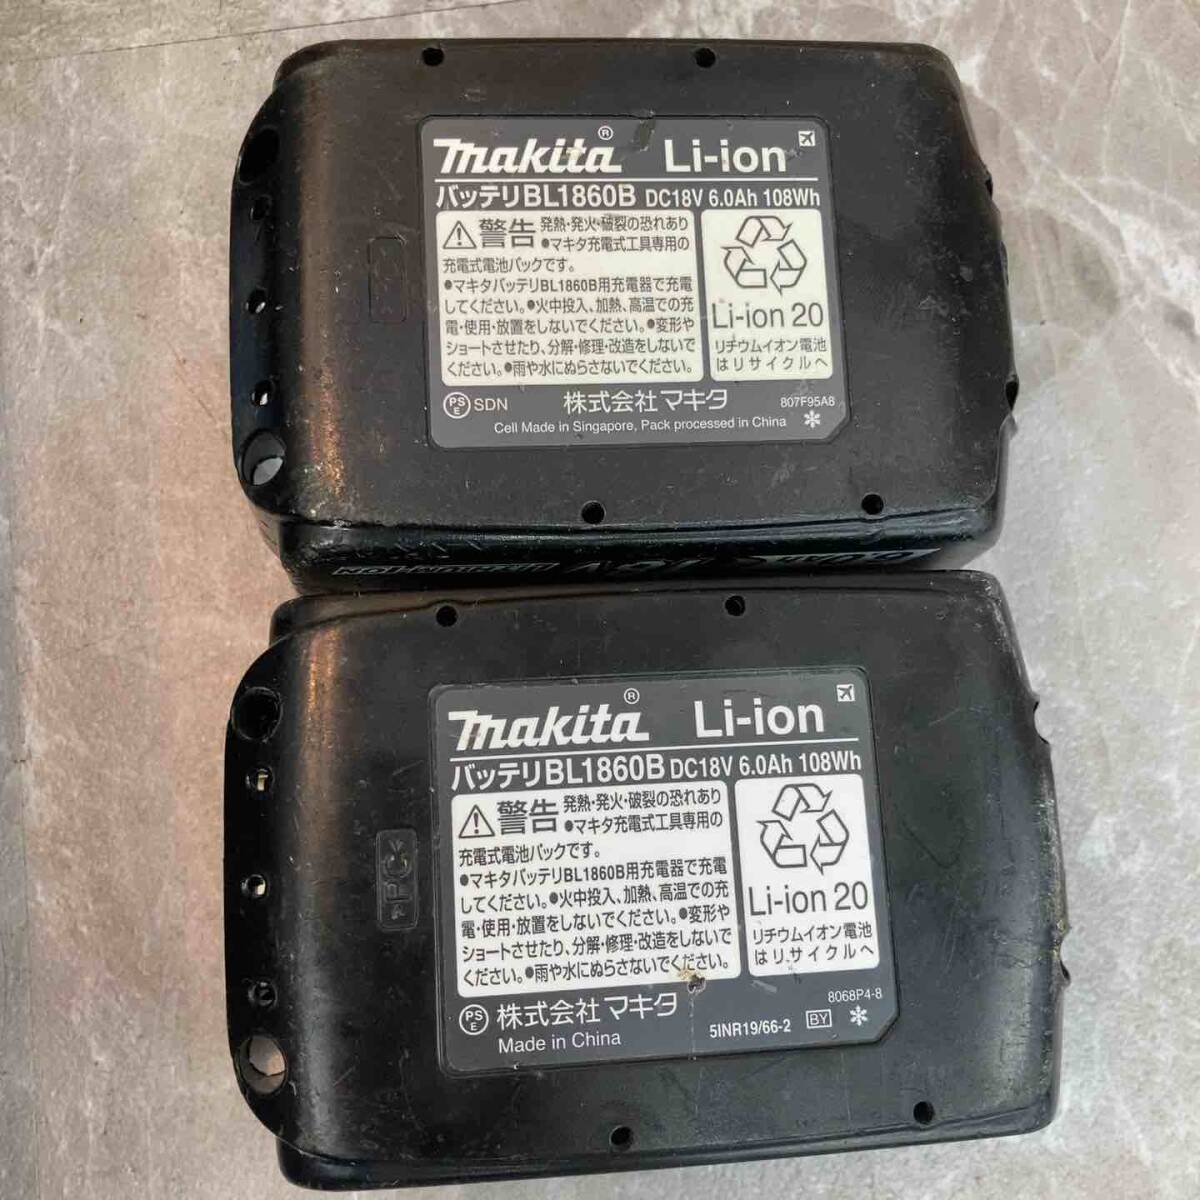 makita® Li-ion
バッテリBL1860B DC18V 6.0Ah 108Wh
警告 発熱・発火・破裂の恐れあり
●マキタ充電式工具専用の
充電式電池パックです。
●マキタバッテリBL1860B用充電器で充電
してください。●火中投入、加熱、高温での充
電・使用・放置をしないでください。●変形や
ショートさせたり、分解・修理・改造をしないで
ください。●雨や水にぬらさないでください。
Li-ion 20
リチウムイオン電池
はリサイクルへ
PSE SDN 株式会社マキタ 807F95A8
Cell Made in Singapore, Pack processed in China
makita® Li-ion
バッテリBL1860B DC18V 6.0Ah 108Wh
警告 発熱・発火・破裂の恐れあり
●マキタ充電式工具専用の
充電式電池パックです。
●マキタバッテリBL1860B用充電器で充電
してください。●火中投入、加熱、高温での充
電・使用・放置をしないでください。●変形や
ショートさせたり、分解・修理・改造をしないで
ください。●雨や水にぬらさないでください。
Li-ion 20
リチウムイオン電池
はリサイクルへ
8068P4-8
PSE 株式会社マキタ 5INR19/66-2 BY
Made in China
>PC<